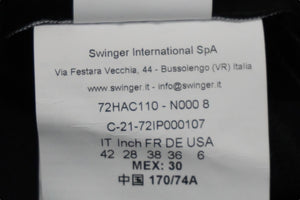 Swinger International SpA
Via Festara Vecchia, 44 - Bussolengo (VR) Italia
www.swinger.it - info@swinger.it
72HAC110 - N000 8
C-21-72IP000107
IT Inch FR DE USA
42 28 38 36 6
MEX: 30
中国 170/74A